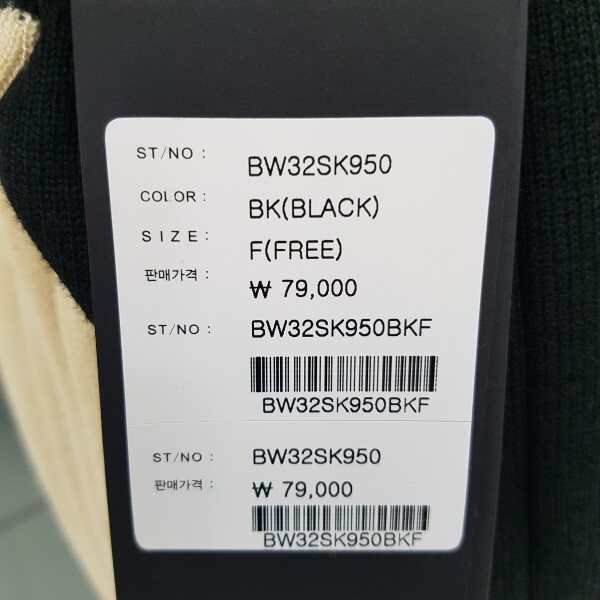 ST/NO : BW32SK950
COLOR : BK(BLACK)
SIZE : F(FREE)
판매가격 : ₩ 79,000
ST/NO : BW32SK950BKF
BW32SK950BKF
ST/NO : BW32SK950
판매가격 : ₩ 79,000
BW32SK950BKF